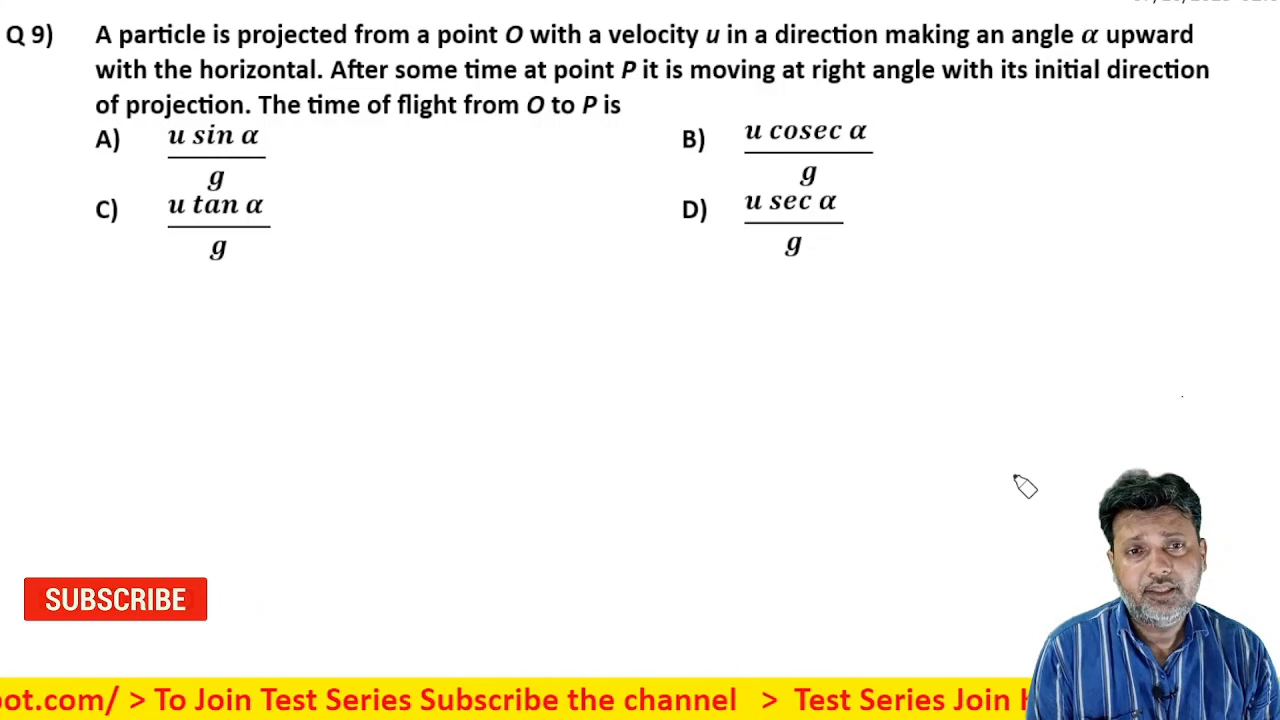 Q 9) A particle is projected from a point O with a velocity u in a direction making an angle α upward
with the horizontal. After some time at point P it is moving at right angle with its initial direction
of projection. The time of flight from O to P is
A) u sin α
g
B) u cosec α
g
C) u tan α
g
D) u sec α
g
SUBSCRIBE
oot.com/ > To Join Test Series Subscribe the channel > Test Series Join